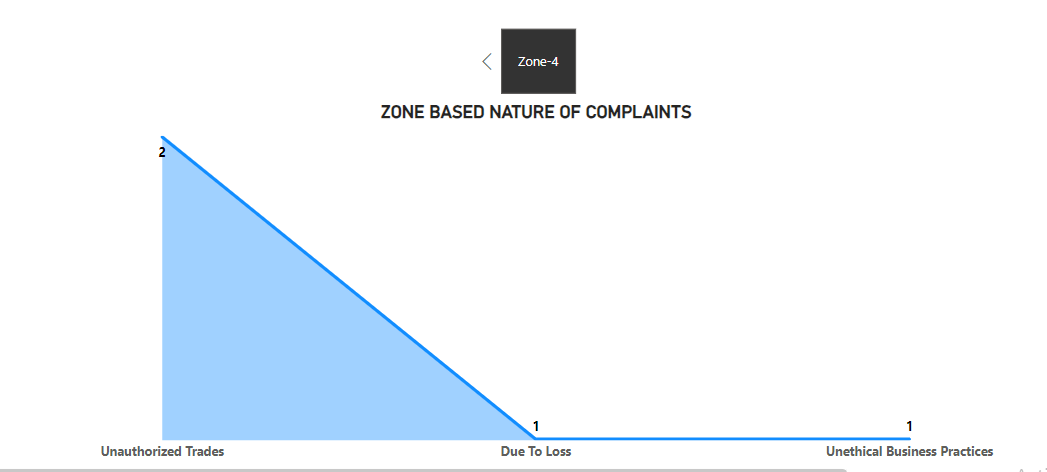 Zone-4
ZONE BASED NATURE OF COMPLAINTS
2
1
1
Unauthorized Trades
Due To Loss
Unethical Business Practices